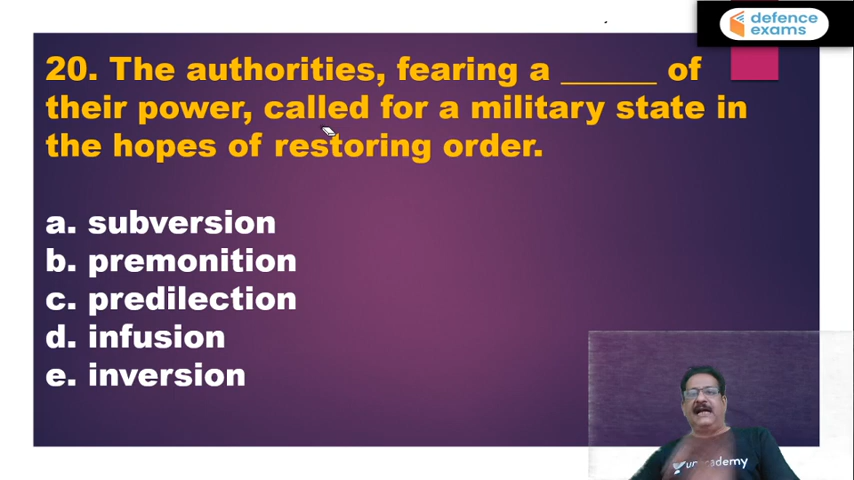 defence
exams
20. The authorities, fearing a ______ of
their power, called for a military state in
the hopes of restoring order.
a. subversion
b. premonition
c. predilection
d. infusion
e. inversion